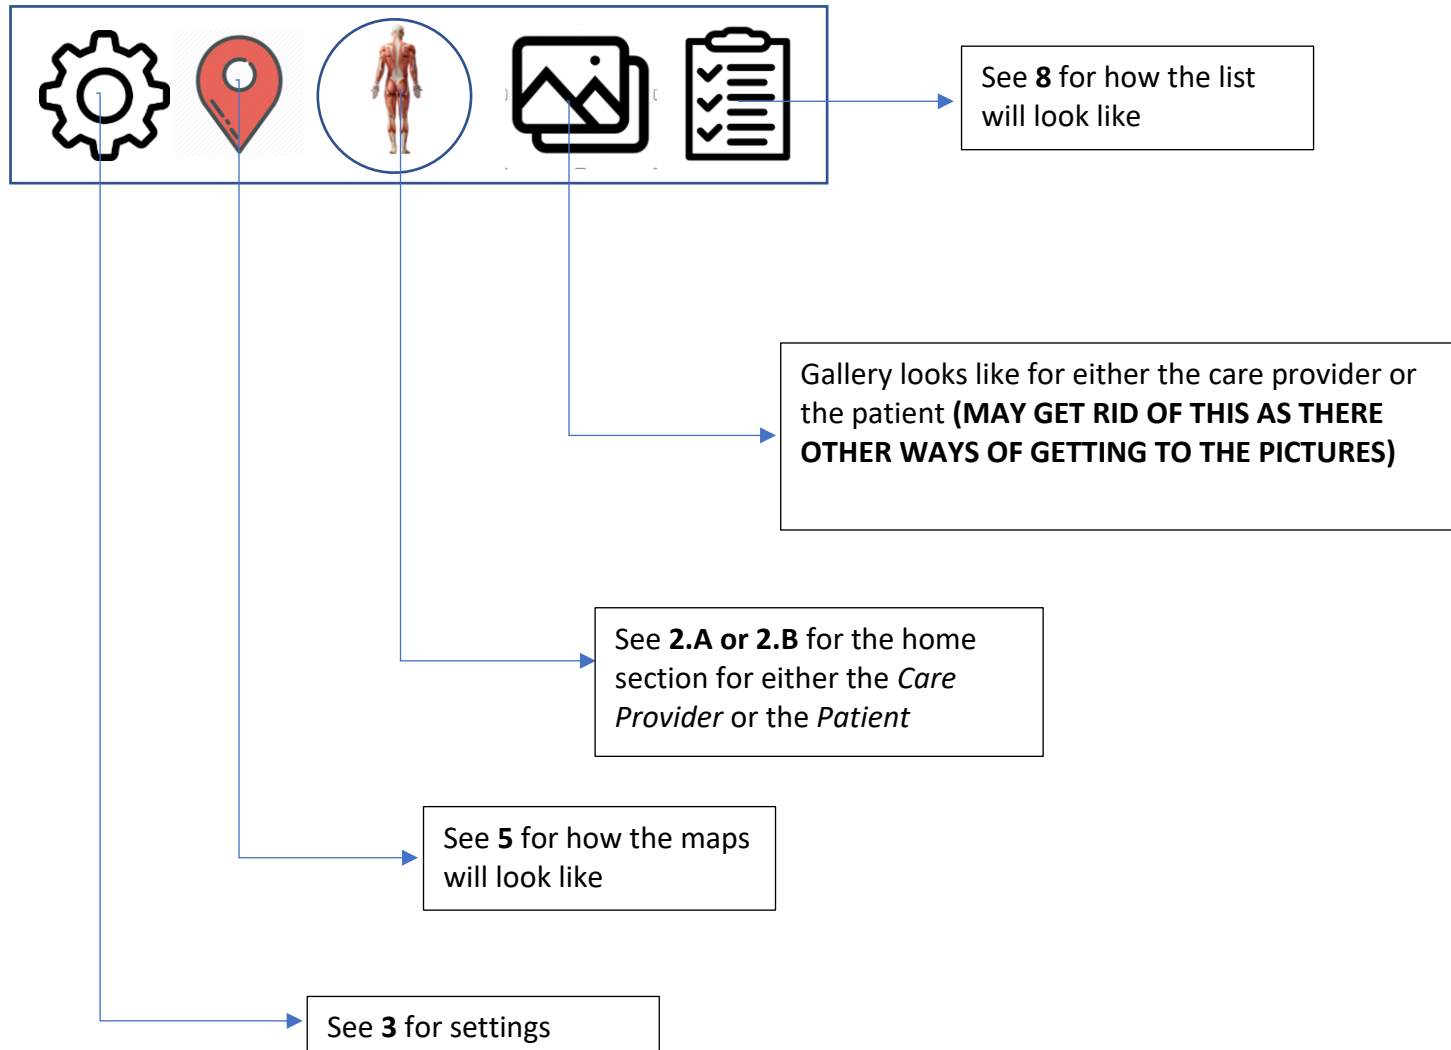 See 8 for how the list
will look like
Gallery looks like for either the care provider or
the patient (MAY GET RID OF THIS AS THERE
OTHER WAYS OF GETTING TO THE PICTURES)
See 2.A or 2.B for the home
section for either the Care
Provider or the Patient
See 5 for how the maps
will look like
See 3 for settings